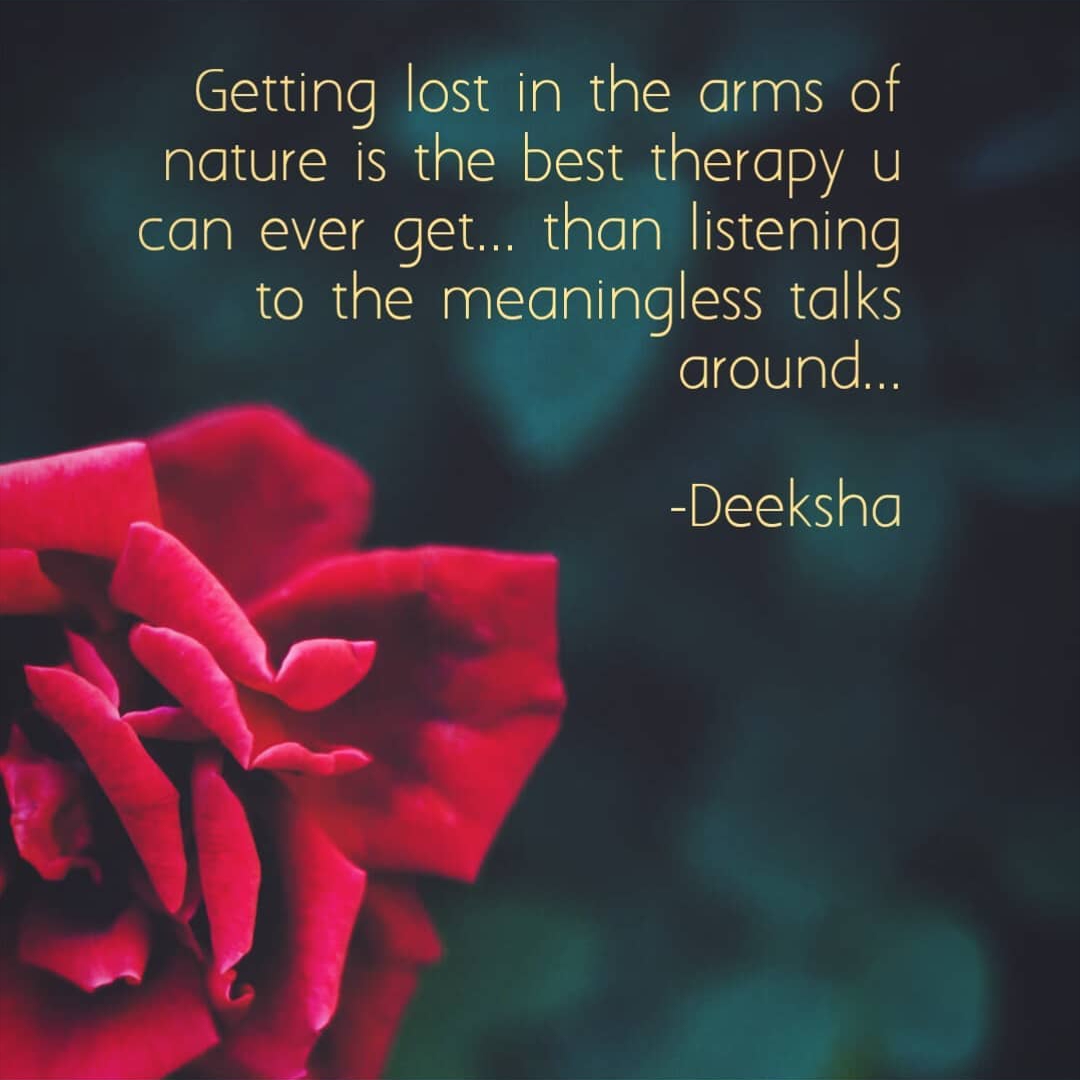 Getting lost in the arms of
nature is the best therapy u
can ever get... than listening
to the meaningless talks
around...
-Deeksha